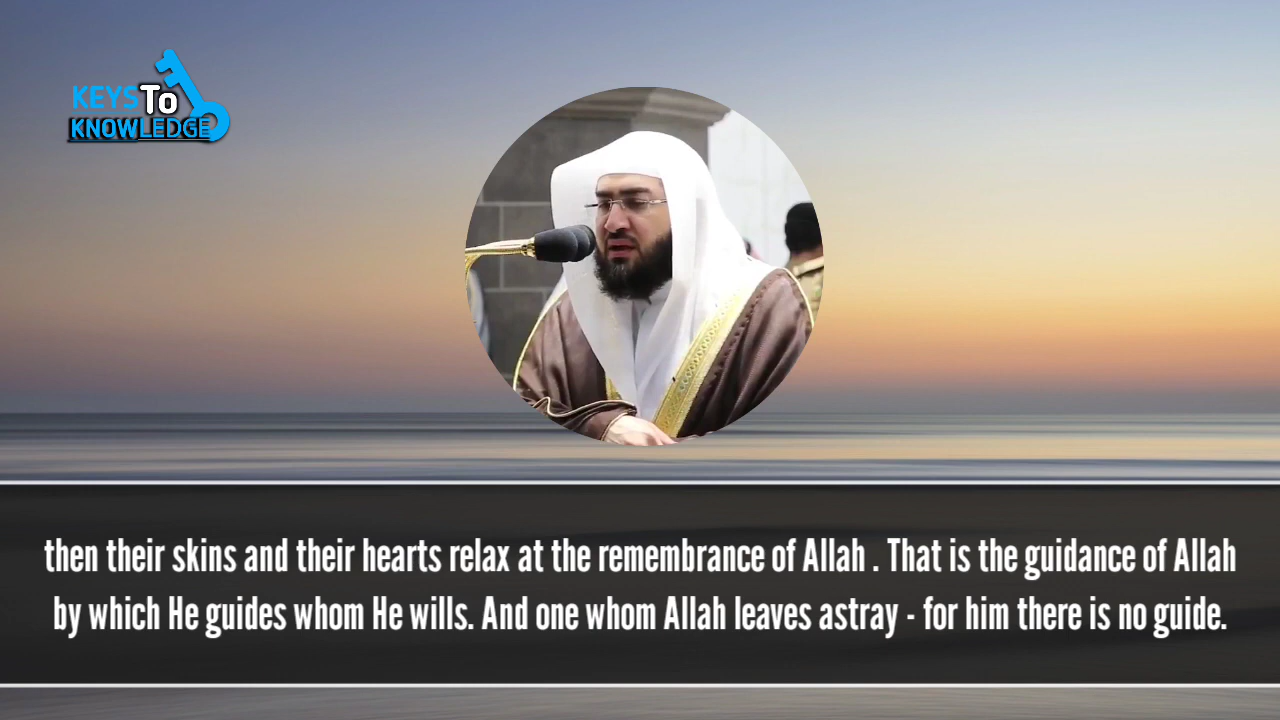 KEYS To
KNOWLEDGE
then their skins and their hearts relax at the remembrance of Allah . That is the guidance of Allah
by which He guides whom He wills. And one whom Allah leaves astray - for him there is no guide.